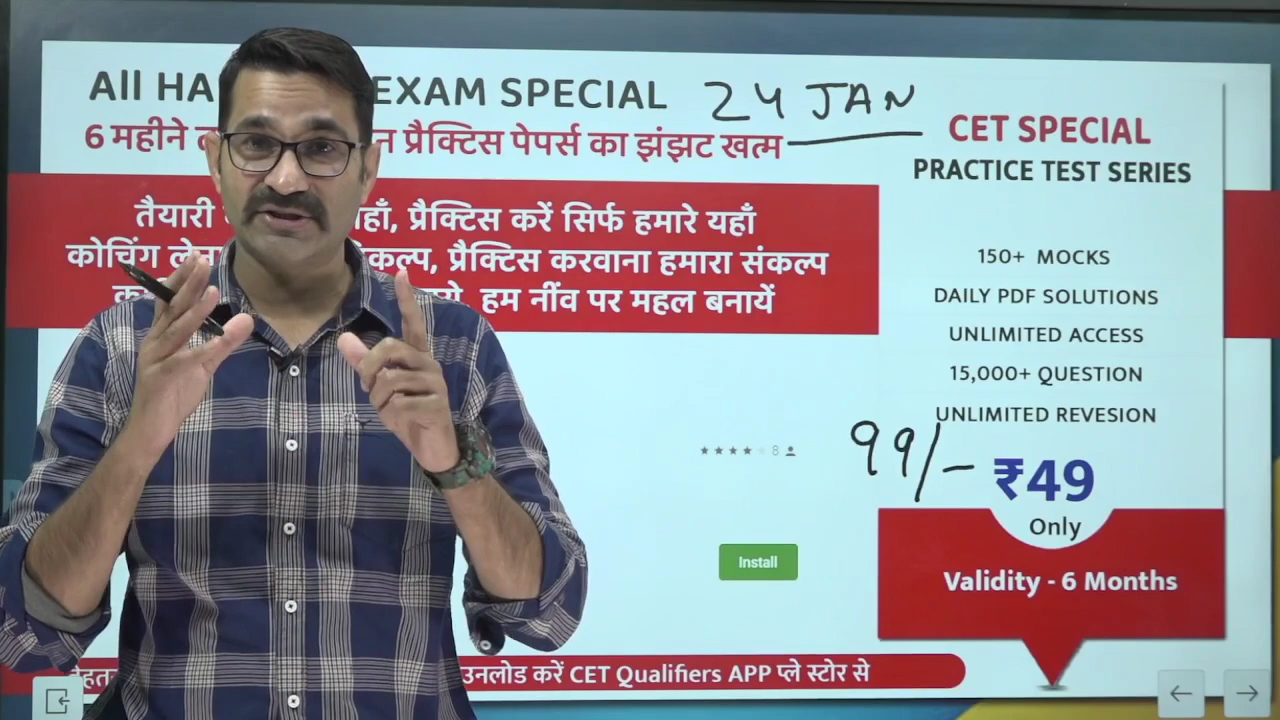 All HA EXAM SPECIAL 24 JAN
6 महीने न प्रैक्टिस पेपर्स का झंझट खत्म
तैयारी प्रैक्टिस करें सिर्फ हमारे यहाँ
कोचिंग प्रैक्टिस करवाना हमारा संकल्प
हम नींव पर महल बनायें
CET SPECIAL
PRACTICE TEST SERIES
150+ MOCKS
DAILY PDF SOLUTIONS
UNLIMITED ACCESS
15,000+ QUESTION
UNLIMITED REVESION
99/-
₹49
Only
Validity - 6 Months
8
Install
डाउनलोड करें CET Qualifiers APP प्ले स्टोर से